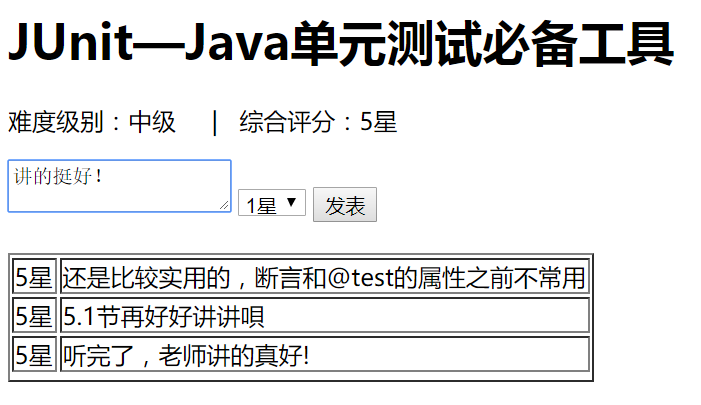 JUnit—Java单元测试必备工具
难度级别：中级 | 综合评分：5星
讲的挺好！
1星 ▼ 发表
5星 还是比较实用的，断言和@test的属性之前不常用
5星 5.1节再好好讲讲呗
5星 听完了，老师讲的真好!